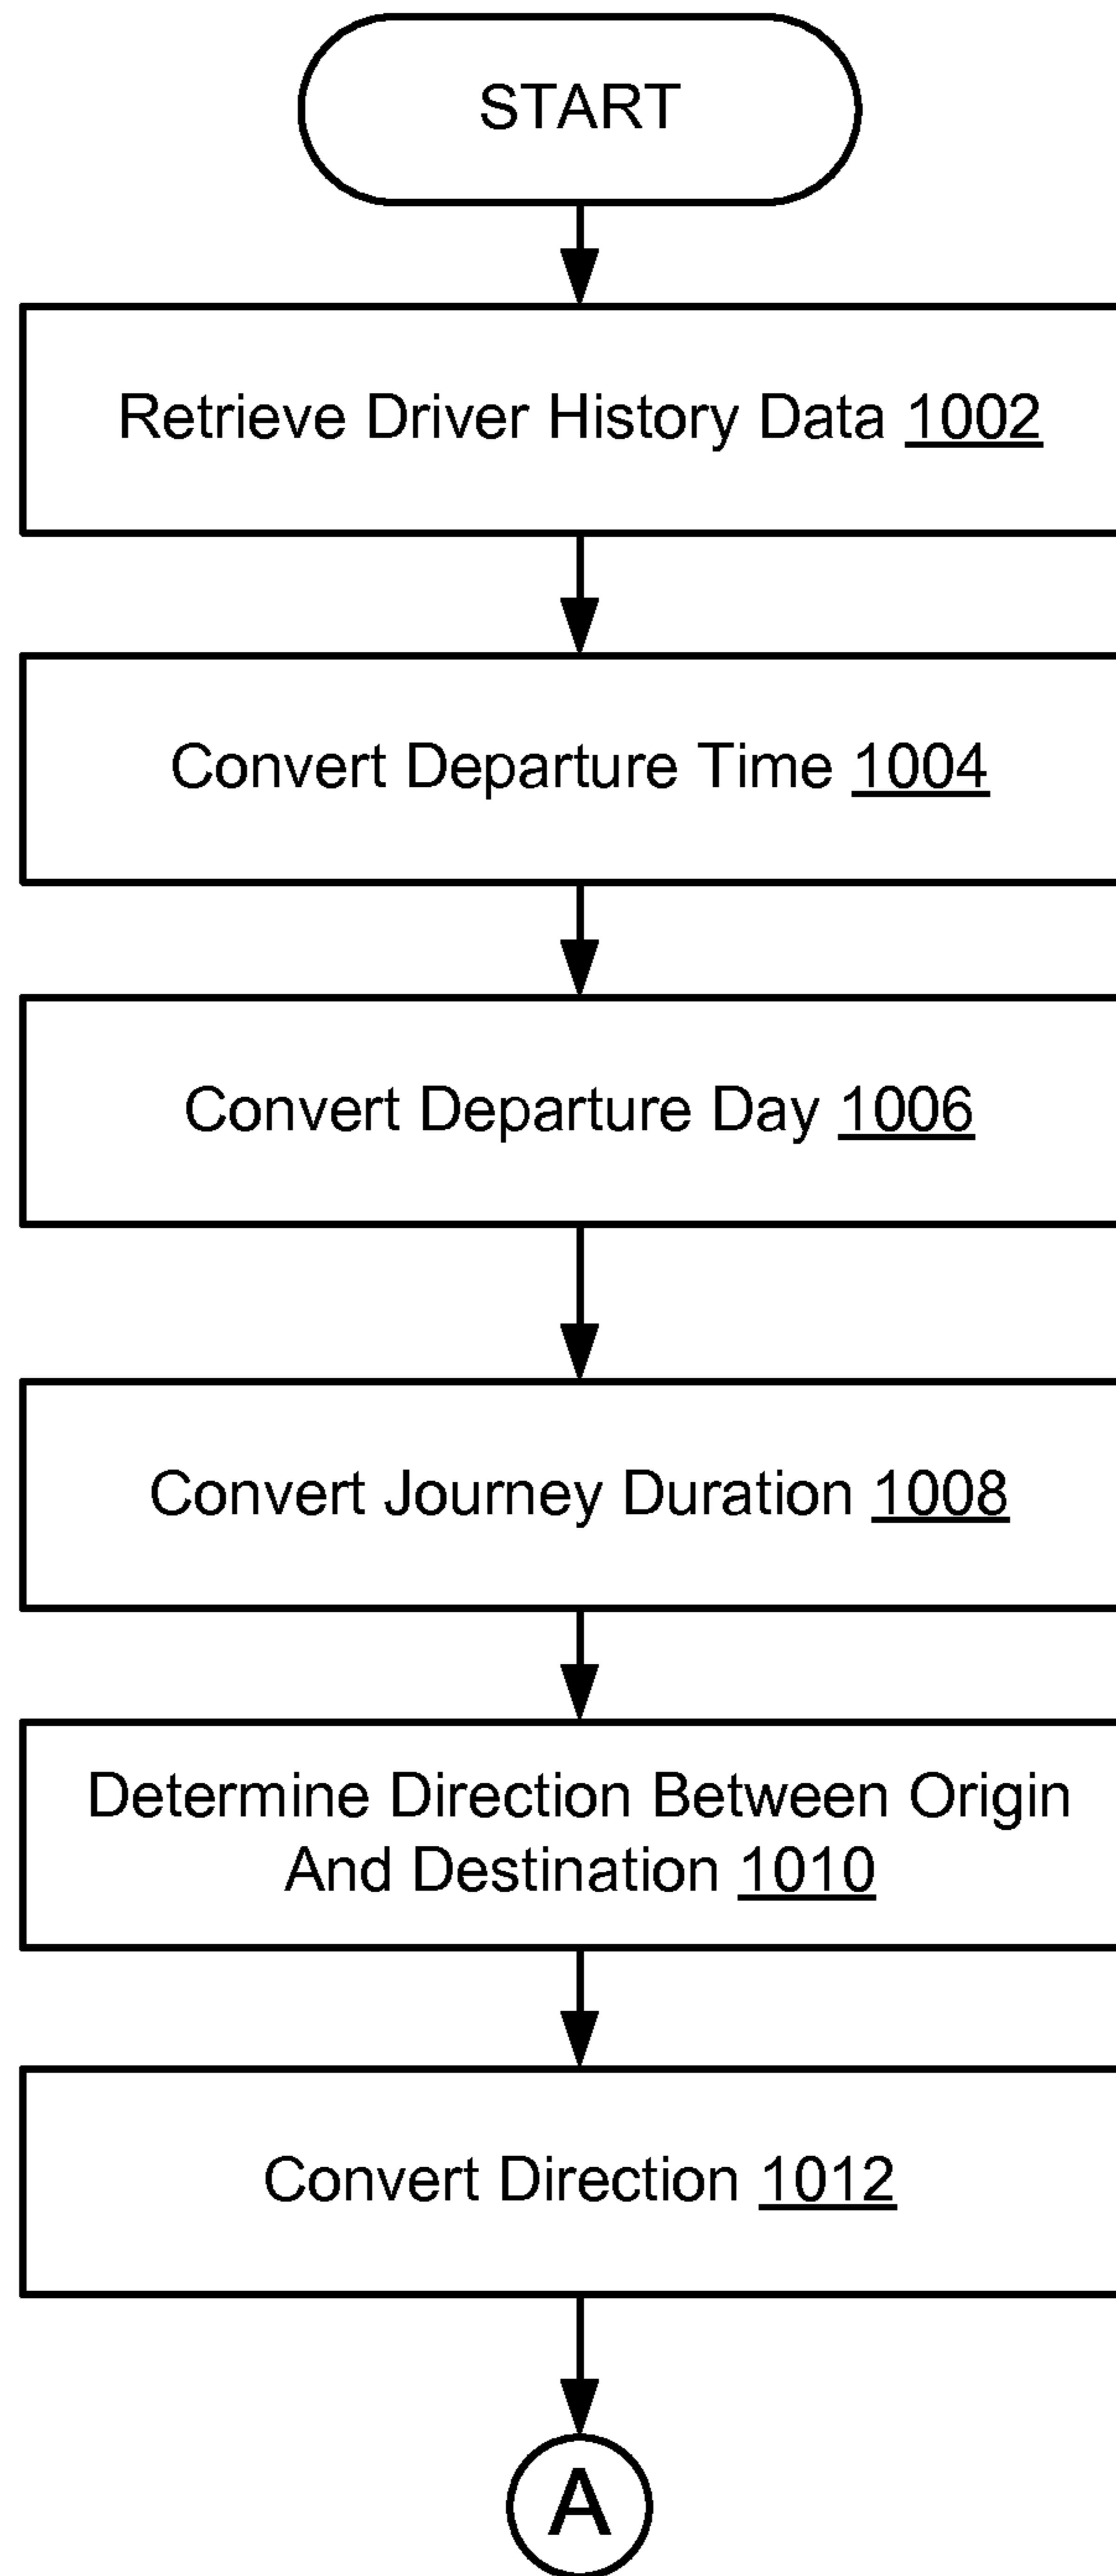 START
Retrieve Driver History Data 1002
Convert Departure Time 1004
Convert Departure Day 1006
Convert Journey Duration 1008
Determine Direction Between Origin
And Destination 1010
Convert Direction 1012
A